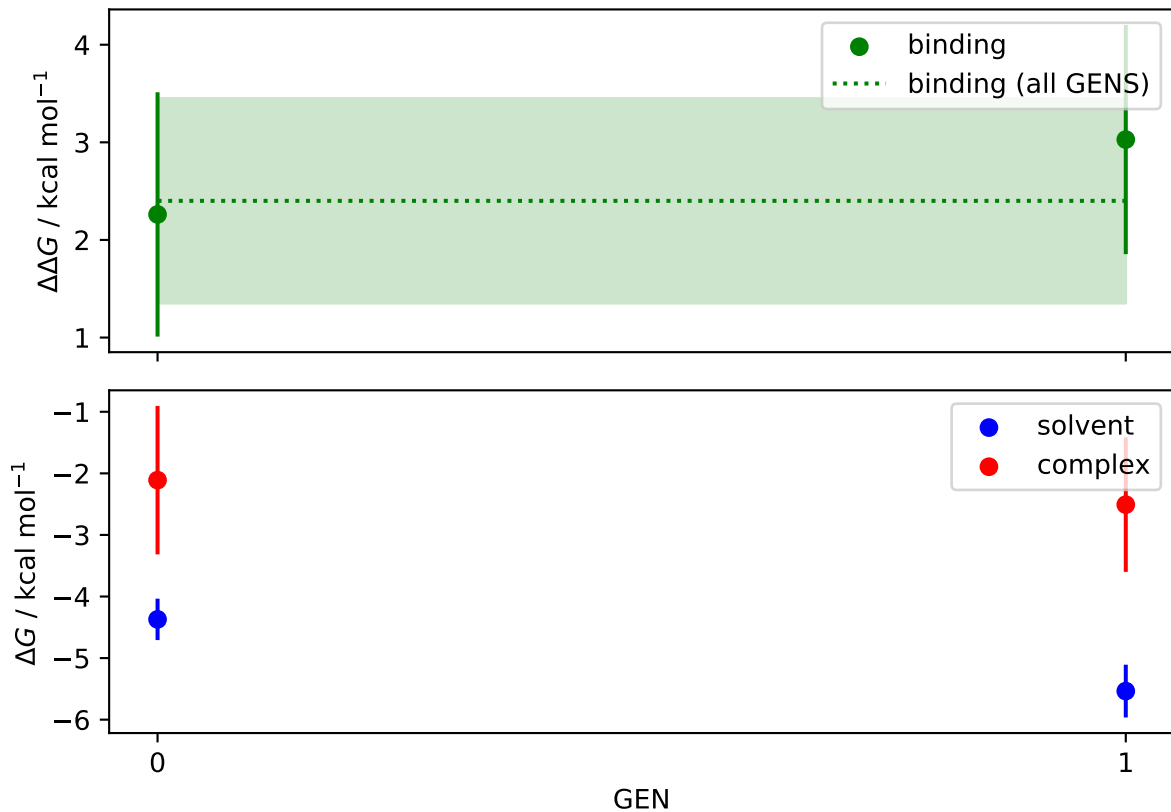 4
3
2
1
ΔΔG / kcal mol⁻¹
binding
binding (all GENS)
−1
−2
−3
−4
−5
−6
ΔG / kcal mol⁻¹
solvent
complex
0
1
GEN